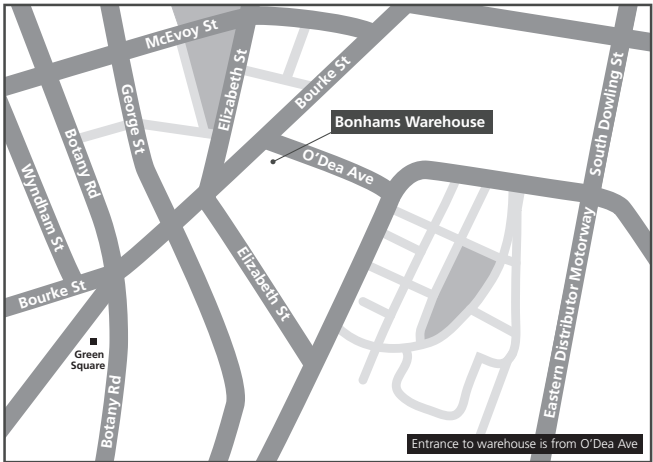 McEvoy St
Elizabeth St
Bourke St
South Dowling St
George St
Botany Rd
Bonhams Warehouse
O’Dea Ave
Wyndham St
Elizabeth St
Eastern Distributor Motorway
Bourke St
Green
Square
Botany Rd
Entrance to warehouse is from O’Dea Ave